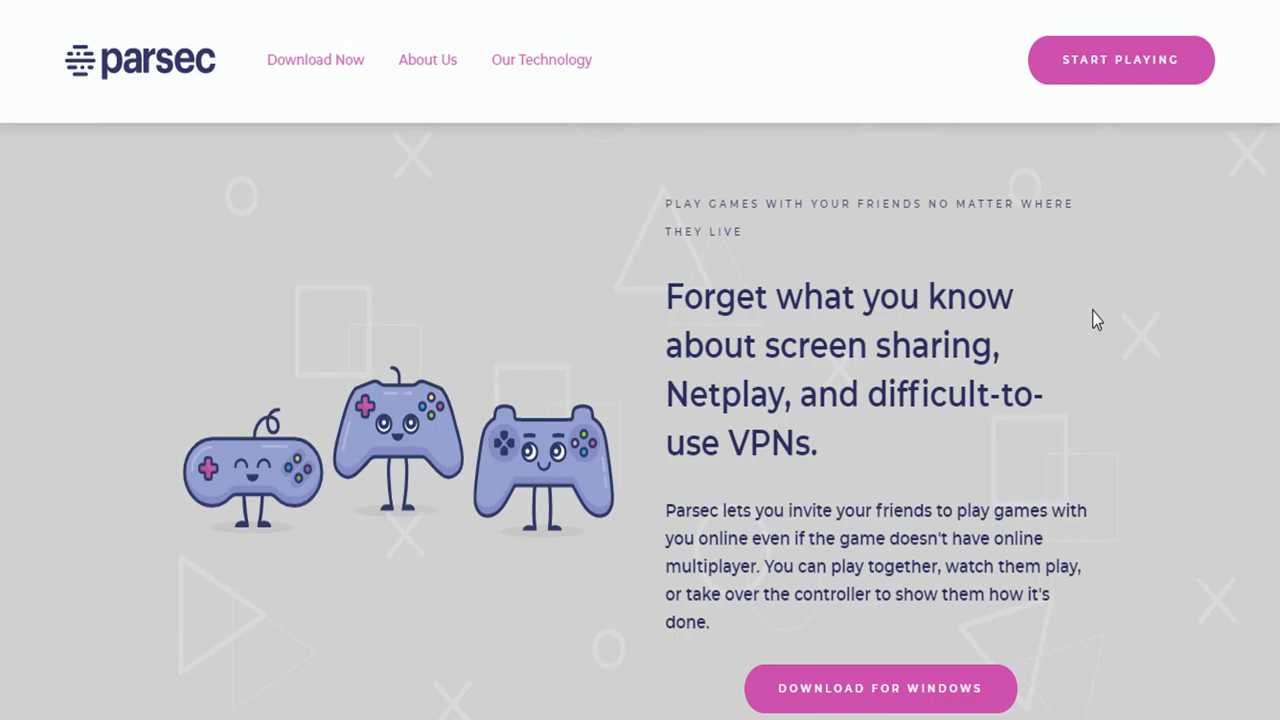 parsec
Download Now
About Us
Our Technology
START PLAYING
PLAY GAMES WITH YOUR FRIENDS NO MATTER WHERE
THEY LIVE
Forget what you know
about screen sharing,
Netplay, and difficult-to-
use VPNs.
Parsec lets you invite your friends to play games with
you online even if the game doesn't have online
multiplayer. You can play together, watch them play,
or take over the controller to show them how it's
done.
DOWNLOAD FOR WINDOWS